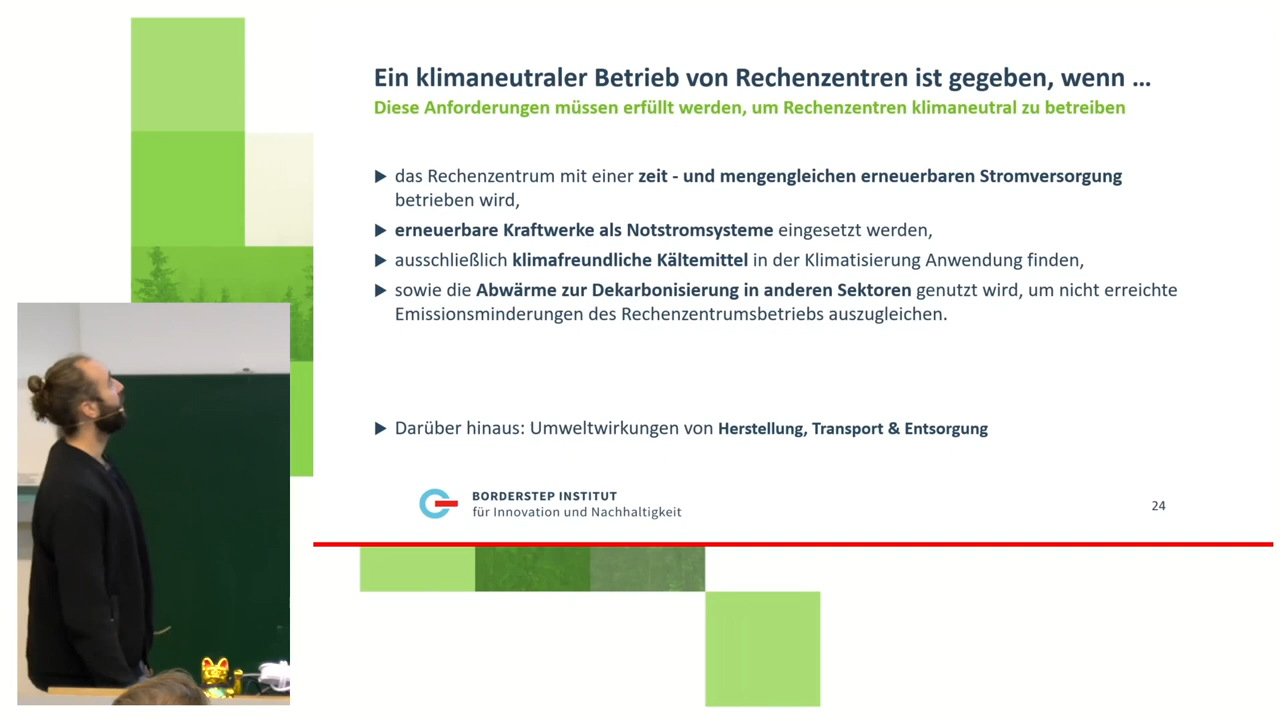 Ein klimaneutraler Betrieb von Rechenzentren ist gegeben, wenn …
Diese Anforderungen müssen erfüllt werden, um Rechenzentren klimaneutral zu betreiben
▶ das Rechenzentrum mit einer zeit - und mengengleichen erneuerbaren Stromversorgung
betrieben wird,
▶ erneuerbare Kraftwerke als Notstromsysteme eingesetzt werden,
▶ ausschließlich klimafreundliche Kältemittel in der Klimatisierung Anwendung finden,
▶ sowie die Abwärme zur Dekarbonisierung in anderen Sektoren genutzt wird, um nicht erreichte
Emissionsminderungen des Rechenzentrumsbetriebs auszugleichen.
▶ Darüber hinaus: Umweltwirkungen von Herstellung, Transport & Entsorgung
BORDERSTEP INSTITUT
für Innovation und Nachhaltigkeit
24